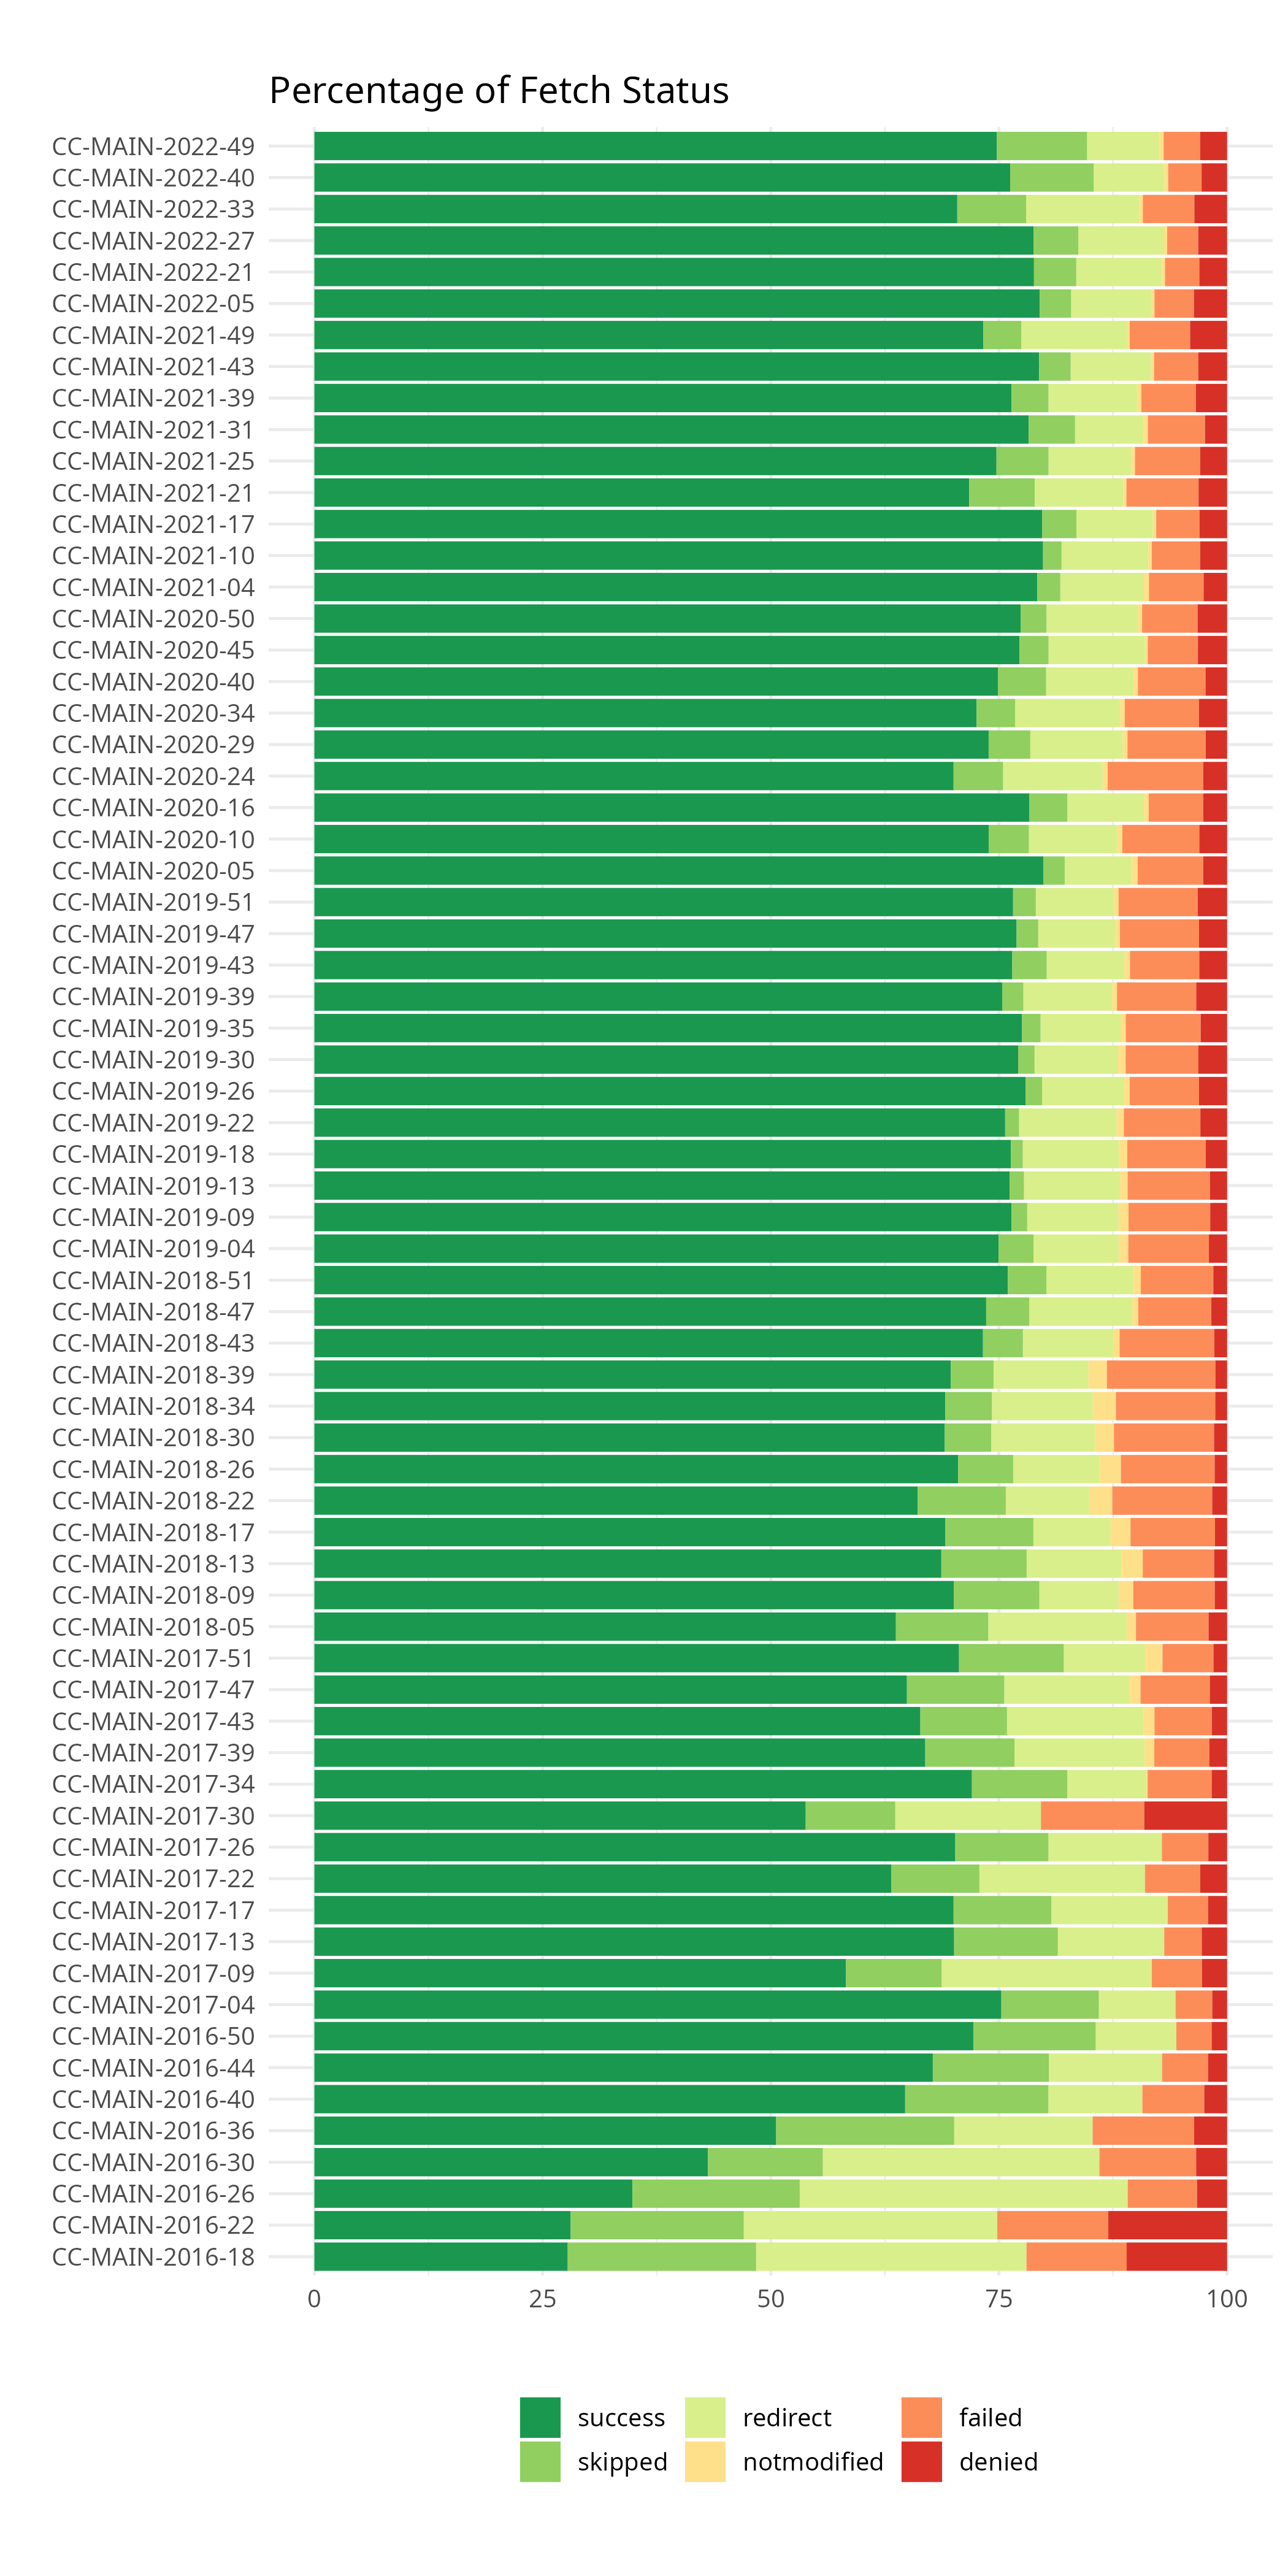 Percentage of Fetch Status
CC-MAIN-2022-49
CC-MAIN-2022-40
CC-MAIN-2022-33
CC-MAIN-2022-27
CC-MAIN-2022-21
CC-MAIN-2022-05
CC-MAIN-2021-49
CC-MAIN-2021-43
CC-MAIN-2021-39
CC-MAIN-2021-31
CC-MAIN-2021-25
CC-MAIN-2021-21
CC-MAIN-2021-17
CC-MAIN-2021-10
CC-MAIN-2021-04
CC-MAIN-2020-50
CC-MAIN-2020-45
CC-MAIN-2020-40
CC-MAIN-2020-34
CC-MAIN-2020-29
CC-MAIN-2020-24
CC-MAIN-2020-16
CC-MAIN-2020-10
CC-MAIN-2020-05
CC-MAIN-2019-51
CC-MAIN-2019-47
CC-MAIN-2019-43
CC-MAIN-2019-39
CC-MAIN-2019-35
CC-MAIN-2019-30
CC-MAIN-2019-26
CC-MAIN-2019-22
CC-MAIN-2019-18
CC-MAIN-2019-13
CC-MAIN-2019-09
CC-MAIN-2019-04
CC-MAIN-2018-51
CC-MAIN-2018-47
CC-MAIN-2018-43
CC-MAIN-2018-39
CC-MAIN-2018-34
CC-MAIN-2018-30
CC-MAIN-2018-26
CC-MAIN-2018-22
CC-MAIN-2018-17
CC-MAIN-2018-13
CC-MAIN-2018-09
CC-MAIN-2018-05
CC-MAIN-2017-51
CC-MAIN-2017-47
CC-MAIN-2017-43
CC-MAIN-2017-39
CC-MAIN-2017-34
CC-MAIN-2017-30
CC-MAIN-2017-26
CC-MAIN-2017-22
CC-MAIN-2017-17
CC-MAIN-2017-13
CC-MAIN-2017-09
CC-MAIN-2017-04
CC-MAIN-2016-50
CC-MAIN-2016-44
CC-MAIN-2016-40
CC-MAIN-2016-36
CC-MAIN-2016-30
CC-MAIN-2016-26
CC-MAIN-2016-22
CC-MAIN-2016-18
0 25 50 75 100
success redirect failed
skipped notmodified denied